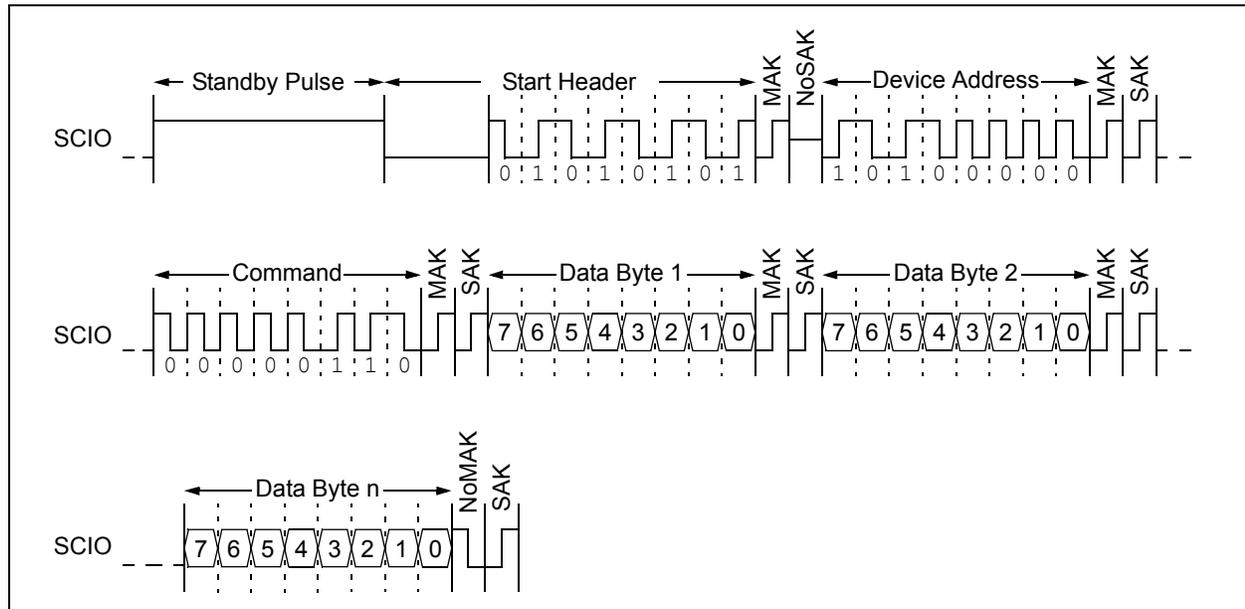 Standby Pulse Start Header MAK NoSAK Device Address MAK SAK
SCIO
0 1 0 1 0 1 0 1 1 0 1 0 0 0 0 0
Command MAK SAK Data Byte 1 MAK SAK Data Byte 2 MAK SAK
SCIO 7 6 5 4 3 2 1 0 7 6 5 4 3 2 1 0
0 0 0 0 0 1 1 0
Data Byte n NoMAK SAK
SCIO 7 6 5 4 3 2 1 0